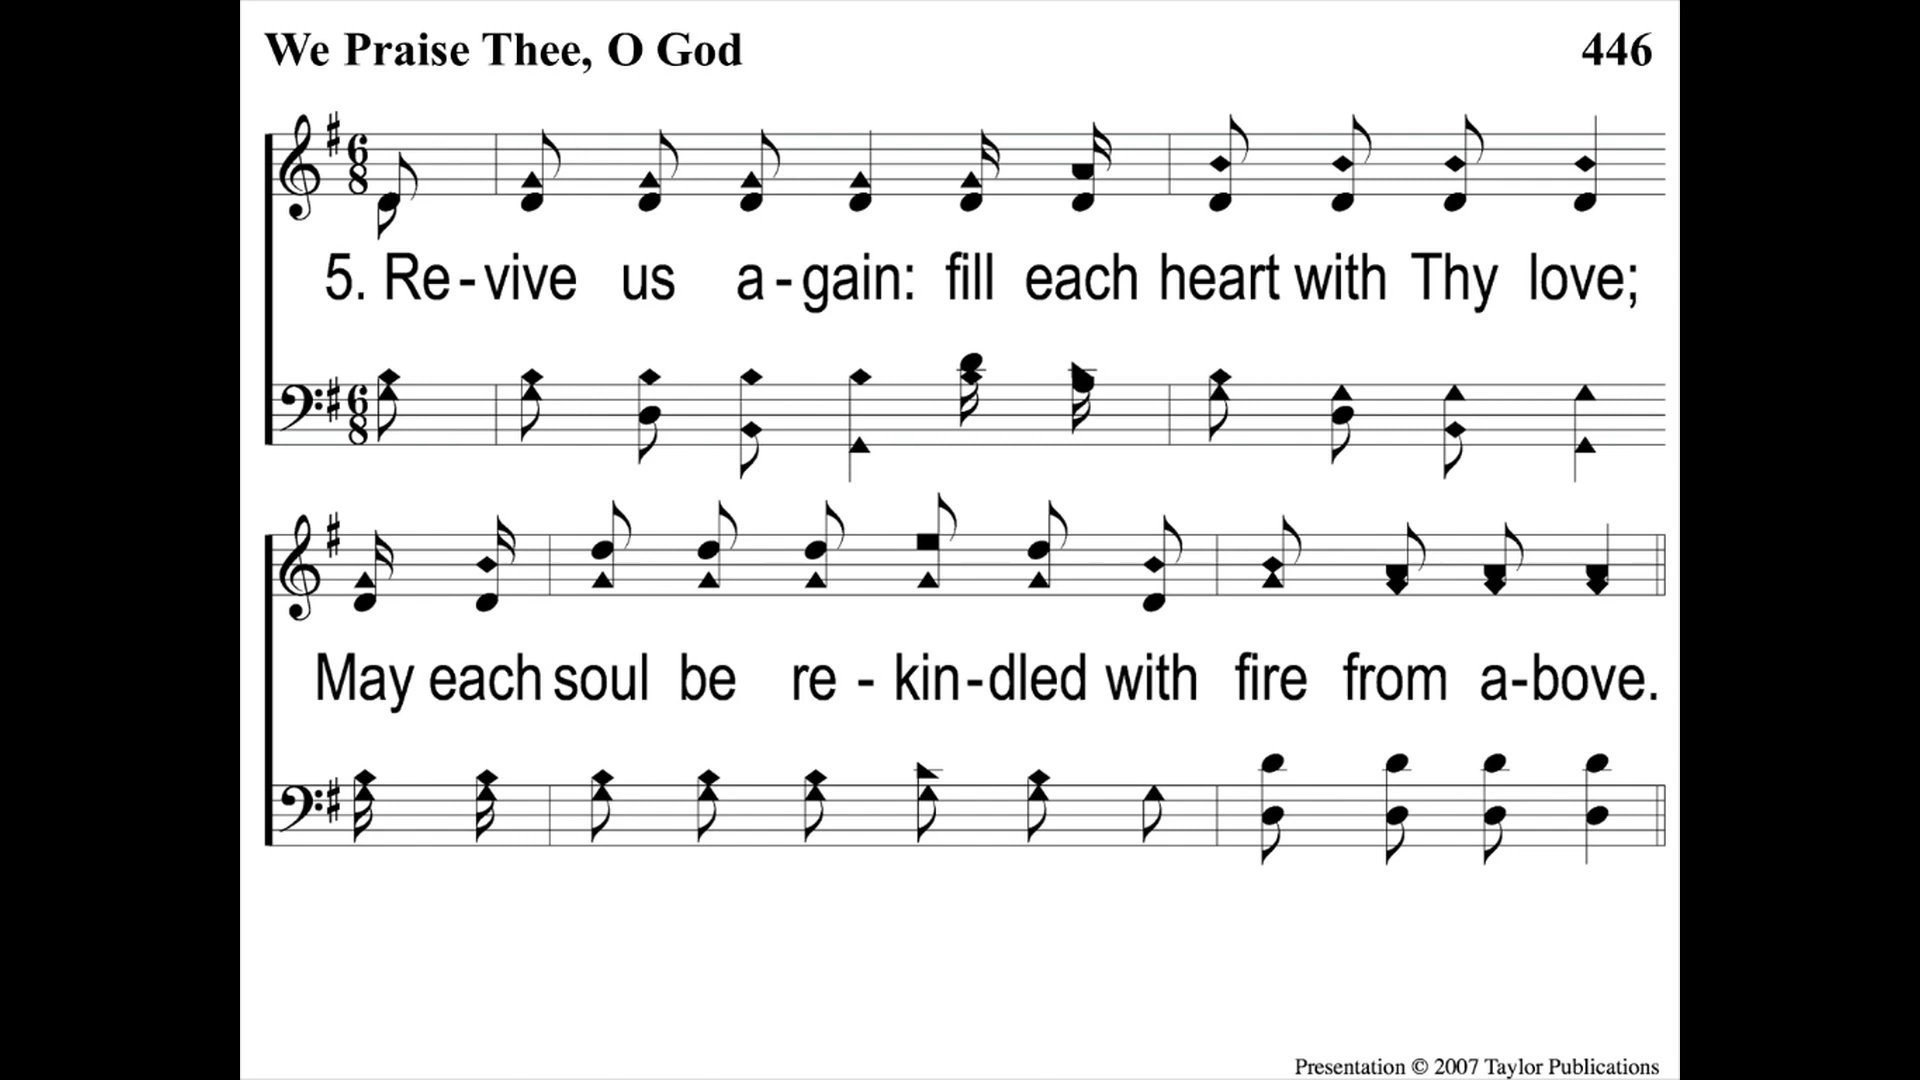 We Praise Thee, O God 446
5. Re-vive us a-gain: fill each heart with Thy love;
May each soul be re-kin-dled with fire from a-bove.
Presentation © 2007 Taylor Publications